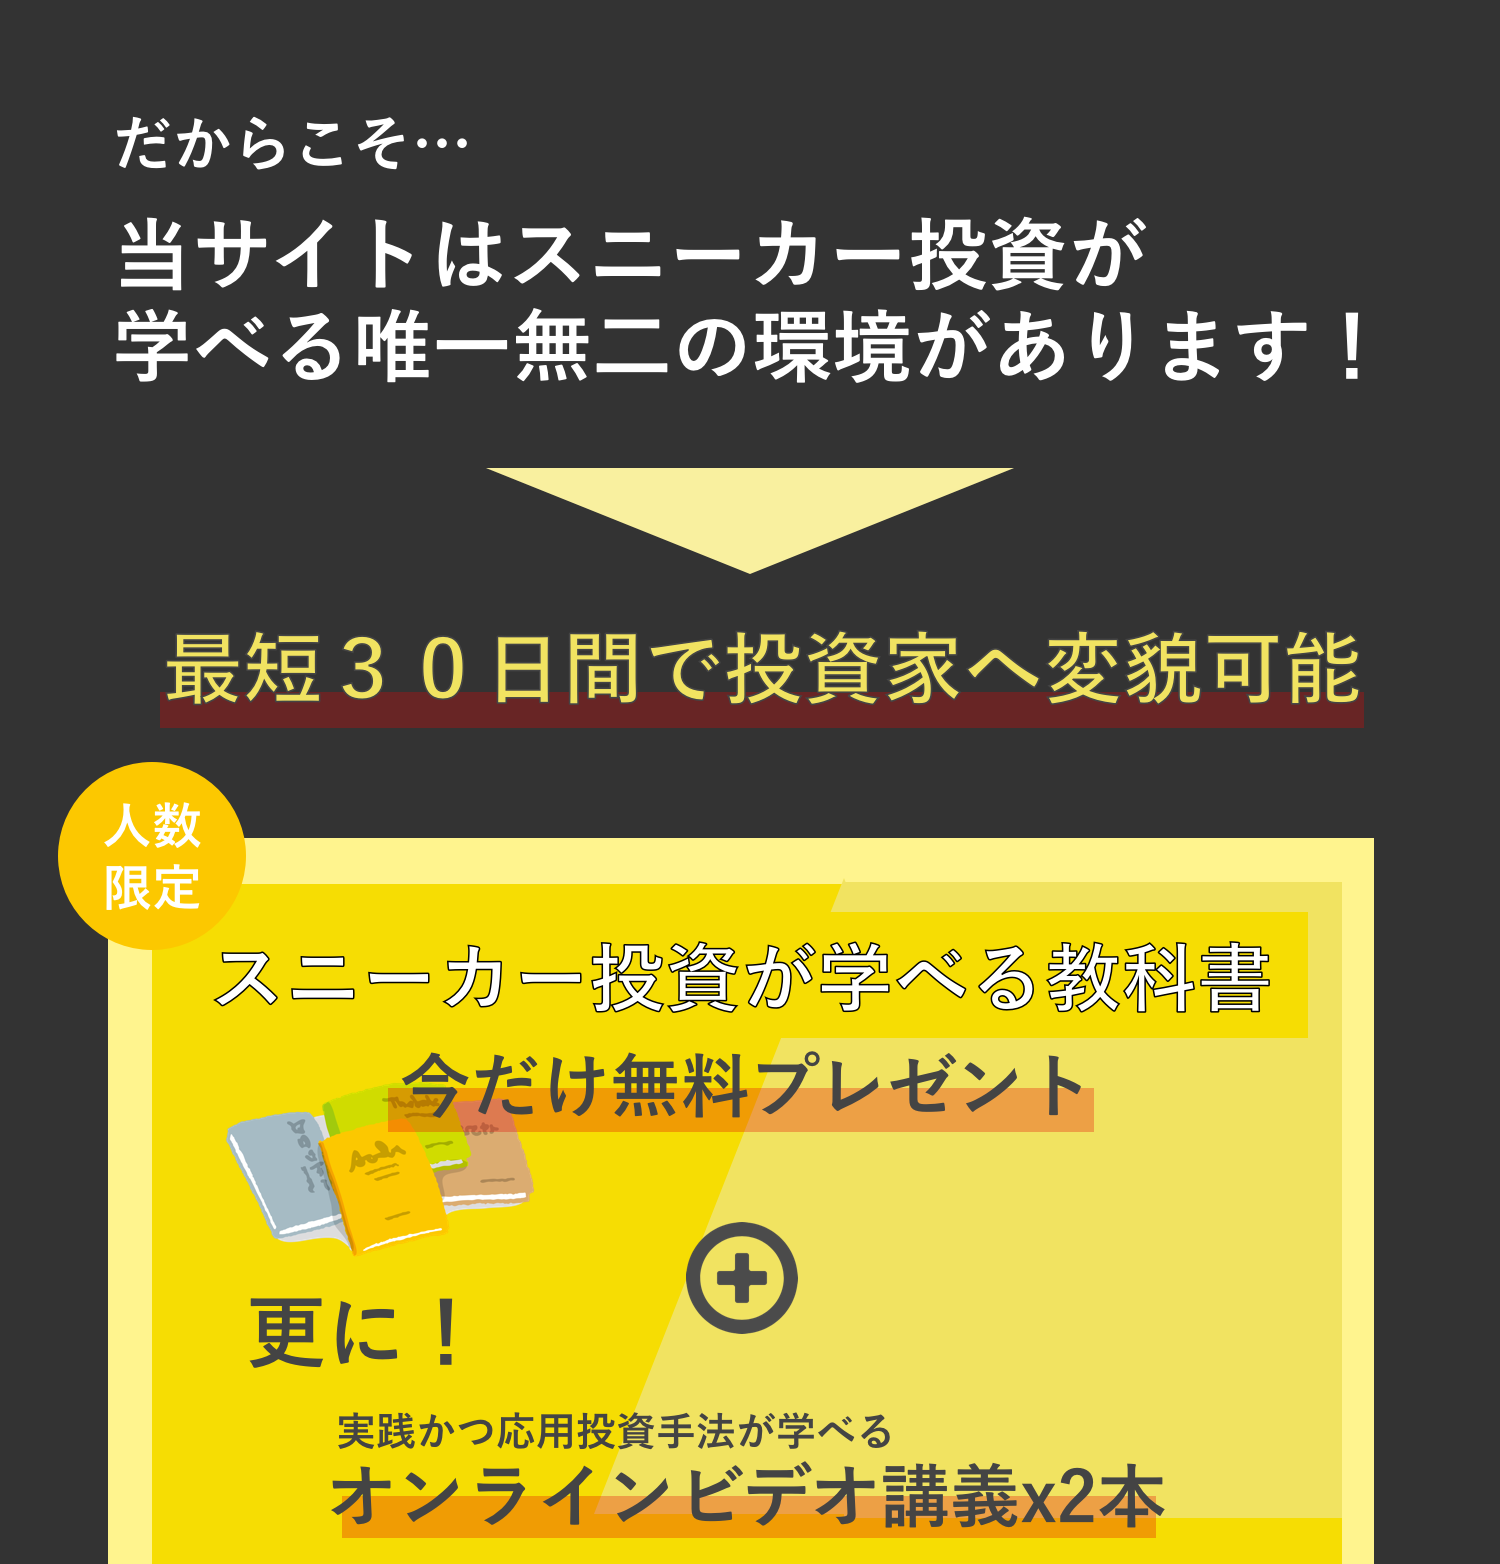 だからこそ…
当サイトはスニーカー投資が
学べる唯一無二の環境があります！
最短３０日間で投資家へ変貌可能
人数
限定
スニーカー投資が学べる教科書
今だけ無料プレゼント
更に！
実践かつ応用投資手法が学べる
オンラインビデオ講義x2本